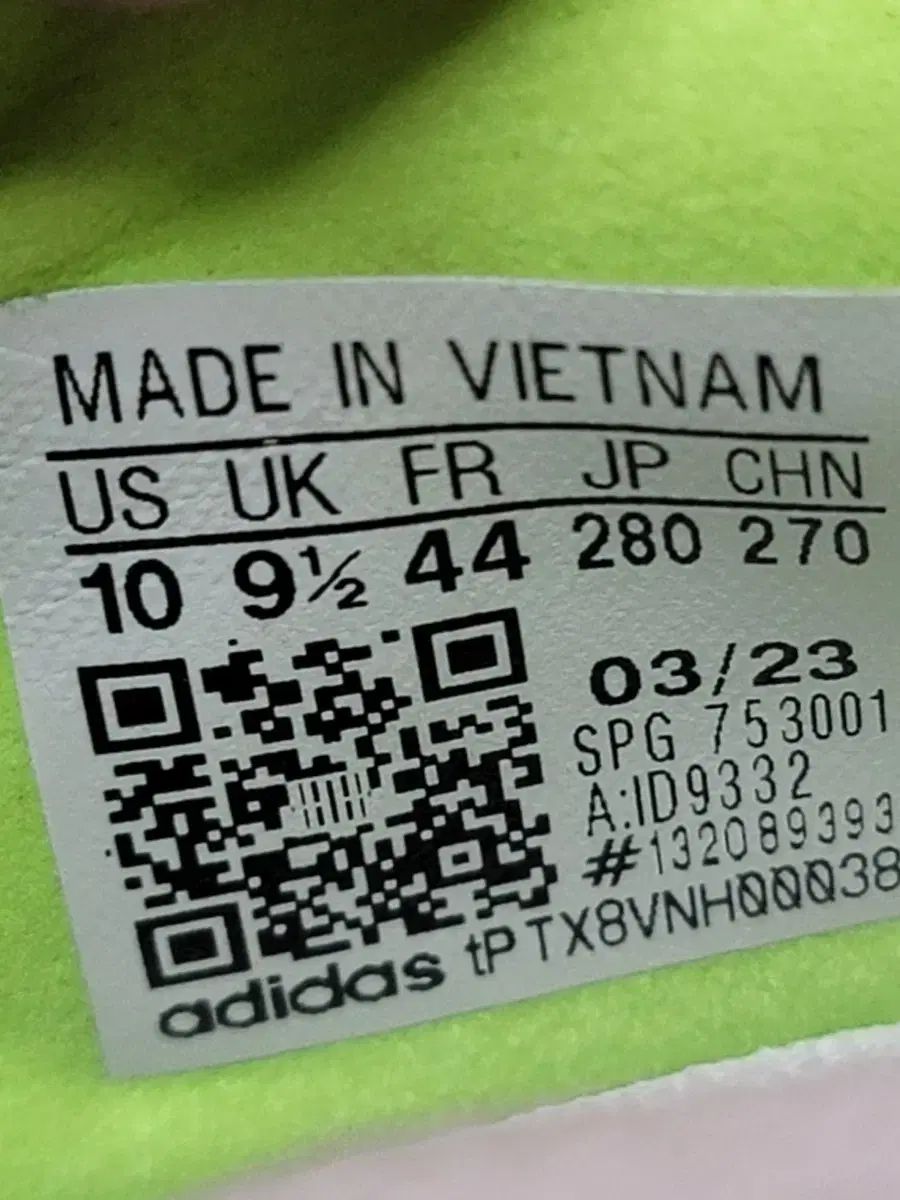 MADE IN VIETNAM
US UK FR JP CHN
10 9½ 44 280 270
03/23
SPG 753001
A:ID9332
#132089393
adidas tPTX8VNH00038